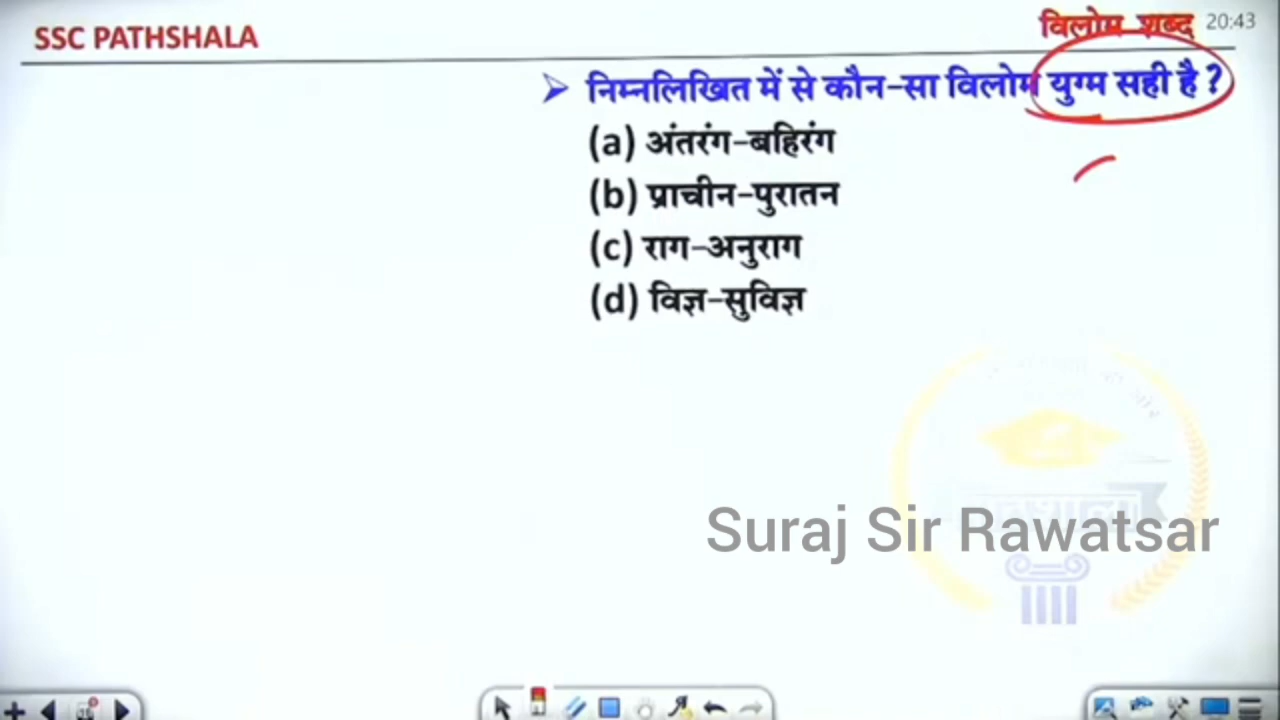 SSC PATHSHALA
विलोम शब्द 20:43
➢ निम्नलिखित में से कौन-सा विलोम युग्म सही है ?
(a) अंतरंग-बहिरंग
(b) प्राचीन-पुरातन
(c) राग-अनुराग
(d) विज्ञ-सुविज्ञ
Suraj Sir Rawatsar